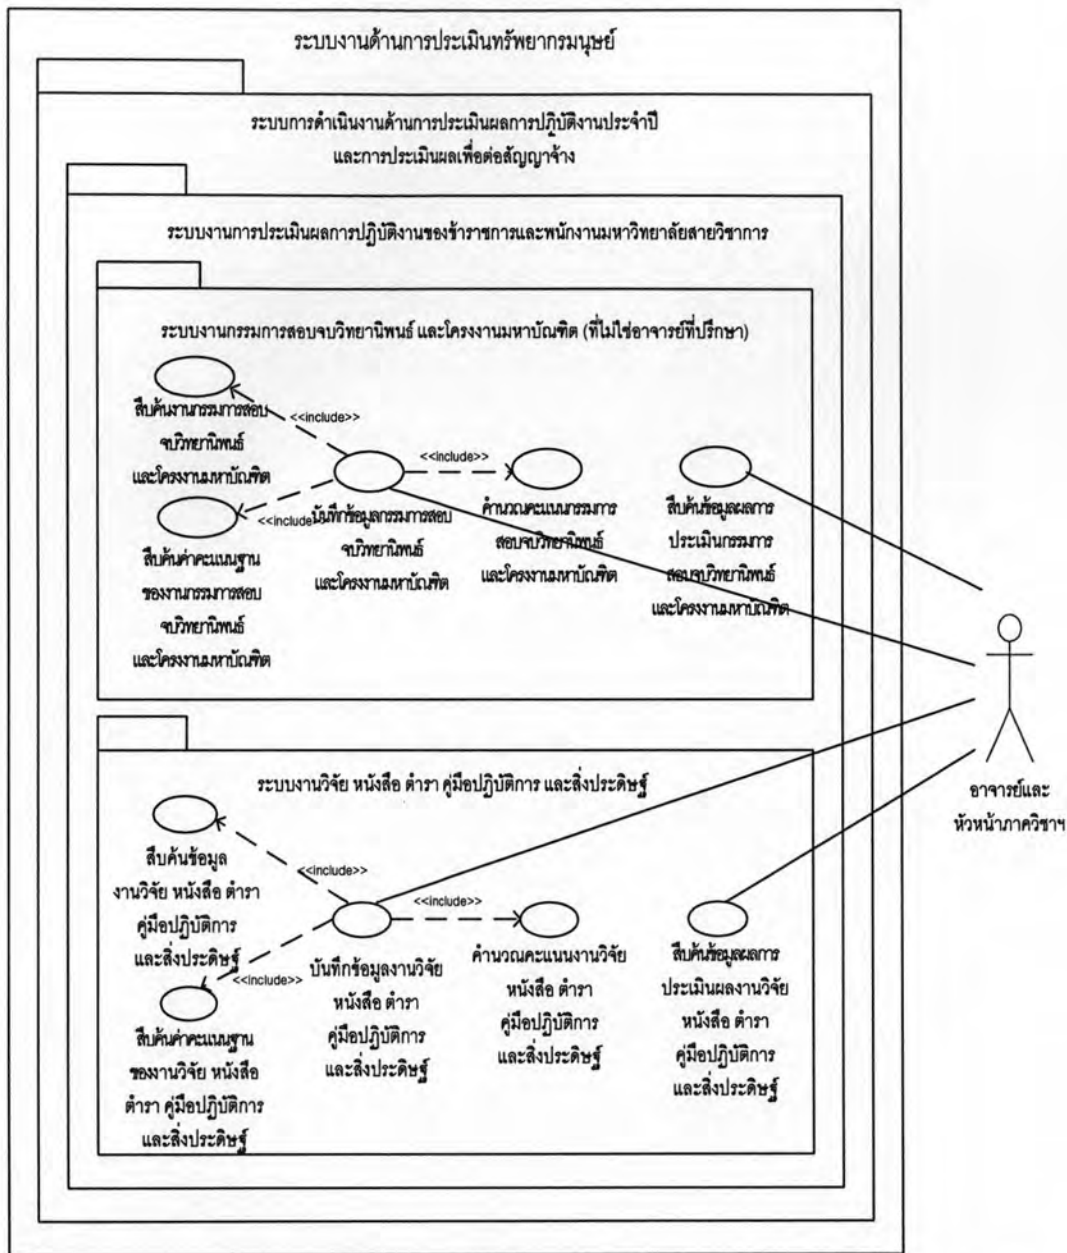 ระบบงานด้านการประเมินทรัพยากรมนุษย์
ระบบการดำเนินงานด้านการประเมินผลการปฏิบัติงานประจำปี
และการประเมินผลเพื่อต่อสัญญาจ้าง
ระบบงานการประเมินผลการปฏิบัติงานของข้าราชการและพนักงานมหาวิทยาลัยสายวิชาการ
ระบบงานกรรมการสอบจบวิทยานิพนธ์ และโครงงานมหาบัณฑิต (ที่ไม่ใช่อาจารย์ที่ปรึกษา)
สืบค้นงานกรรมการสอบ
จบวิทยานิพนธ์
และโครงงานมหาบัณฑิต
<<include>>
<<include>>
<<include
สืบค้นค่าคะแนนฐาน
ของงานกรรมการสอบ
จบวิทยานิพนธ์
และโครงงานมหาบัณฑิต
บันทึกข้อมูลกรรมการสอบ
จบวิทยานิพนธ์
และโครงงานมหาบัณฑิต
คำนวณคะแนนกรรมการ
สอบจบวิทยานิพนธ์
และโครงงานมหาบัณฑิต
สืบค้นข้อมูลผลการ
ประเมินกรรมการ
สอบจบวิทยานิพนธ์
และโครงงานมหาบัณฑิต
อาจารย์และ
หัวหน้าภาควิชาฯ
ระบบงานวิจัย หนังสือ ตำรา คู่มือปฏิบัติการ และสิ่งประดิษฐ์
สืบค้นข้อมูล
งานวิจัย หนังสือ ตำรา
คู่มือปฏิบัติการ
และสิ่งประดิษฐ์
<<include>>
<<include>>
<<include>>
สืบค้นค่าคะแนนฐาน
ของงานวิจัย หนังสือ
ตำรา คู่มือปฏิบัติการ
และสิ่งประดิษฐ์
บันทึกข้อมูลงานวิจัย
หนังสือ ตำรา
คู่มือปฏิบัติการ
และสิ่งประดิษฐ์
คำนวณคะแนนงานวิจัย
หนังสือ ตำรา
คู่มือปฏิบัติการ
และสิ่งประดิษฐ์
สืบค้นข้อมูลผลการ
ประเมินผลงานวิจัย
หนังสือ ตำรา
คู่มือปฏิบัติการ
และสิ่งประดิษฐ์